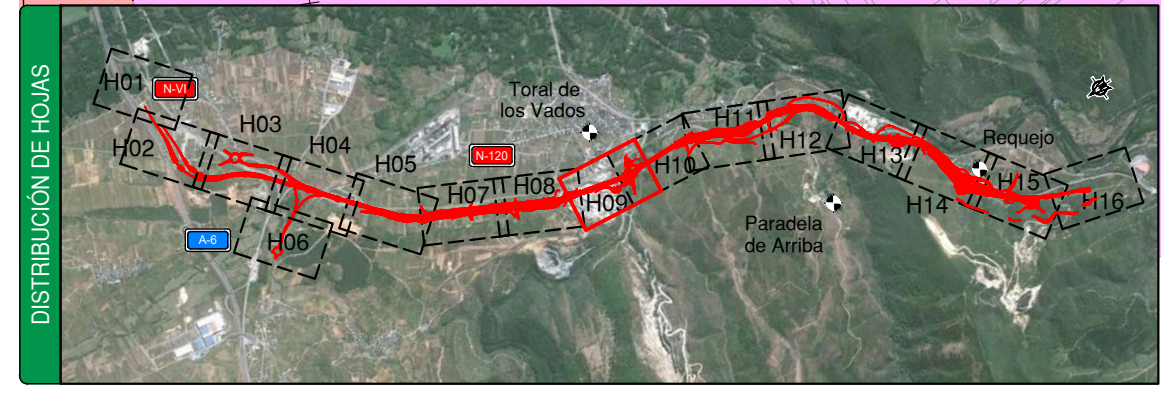 DISTRIBUCIÓN DE HOJAS
H01
N-VI
H02
H03
H04
H05
H06
A-6
N-120
Toral de
los Vados
H07
H08
H09
H10
H11
H12
Paradela
de Arriba
H13
H14
Requejo
H15
H16